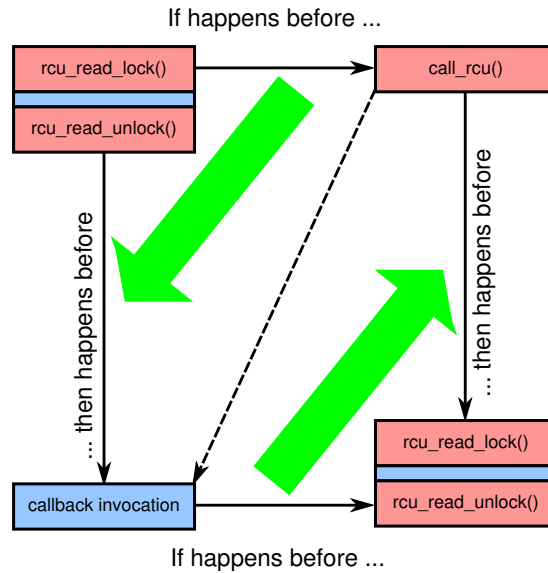 If happens before ...
rcu_read_lock()
call_rcu()
rcu_read_unlock()
... then happens before
... then happens before
rcu_read_lock()
callback invocation
rcu_read_unlock()
If happens before ...